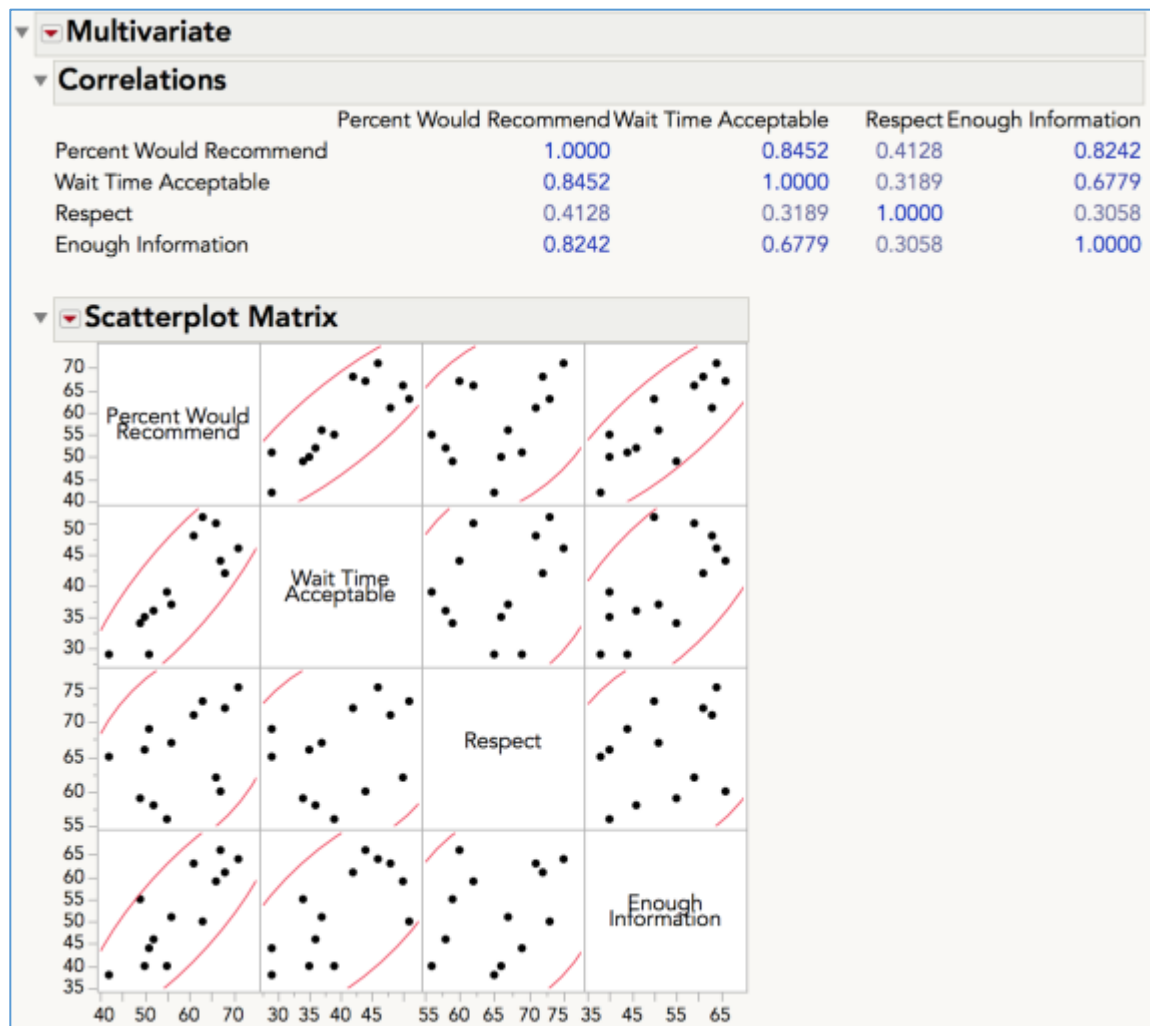 Multivariate
Correlations
Percent Would Recommend Wait Time Acceptable Respect Enough Information
Percent Would Recommend 1.0000 0.8452 0.4128 0.8242
Wait Time Acceptable 0.8452 1.0000 0.3189 0.6779
Respect 0.4128 0.3189 1.0000 0.3058
Enough Information 0.8242 0.6779 0.3058 1.0000
Scatterplot Matrix
70
65
60
55
50
45
40
Percent Would
Recommend
50
45
40
35
30
Wait Time
Acceptable
75
70
65
60
55
Respect
65
60
55
50
45
40
35
Enough
Information
40 50 60 70 30 35 40 45 55 60 65 70 75 35 45 55 65